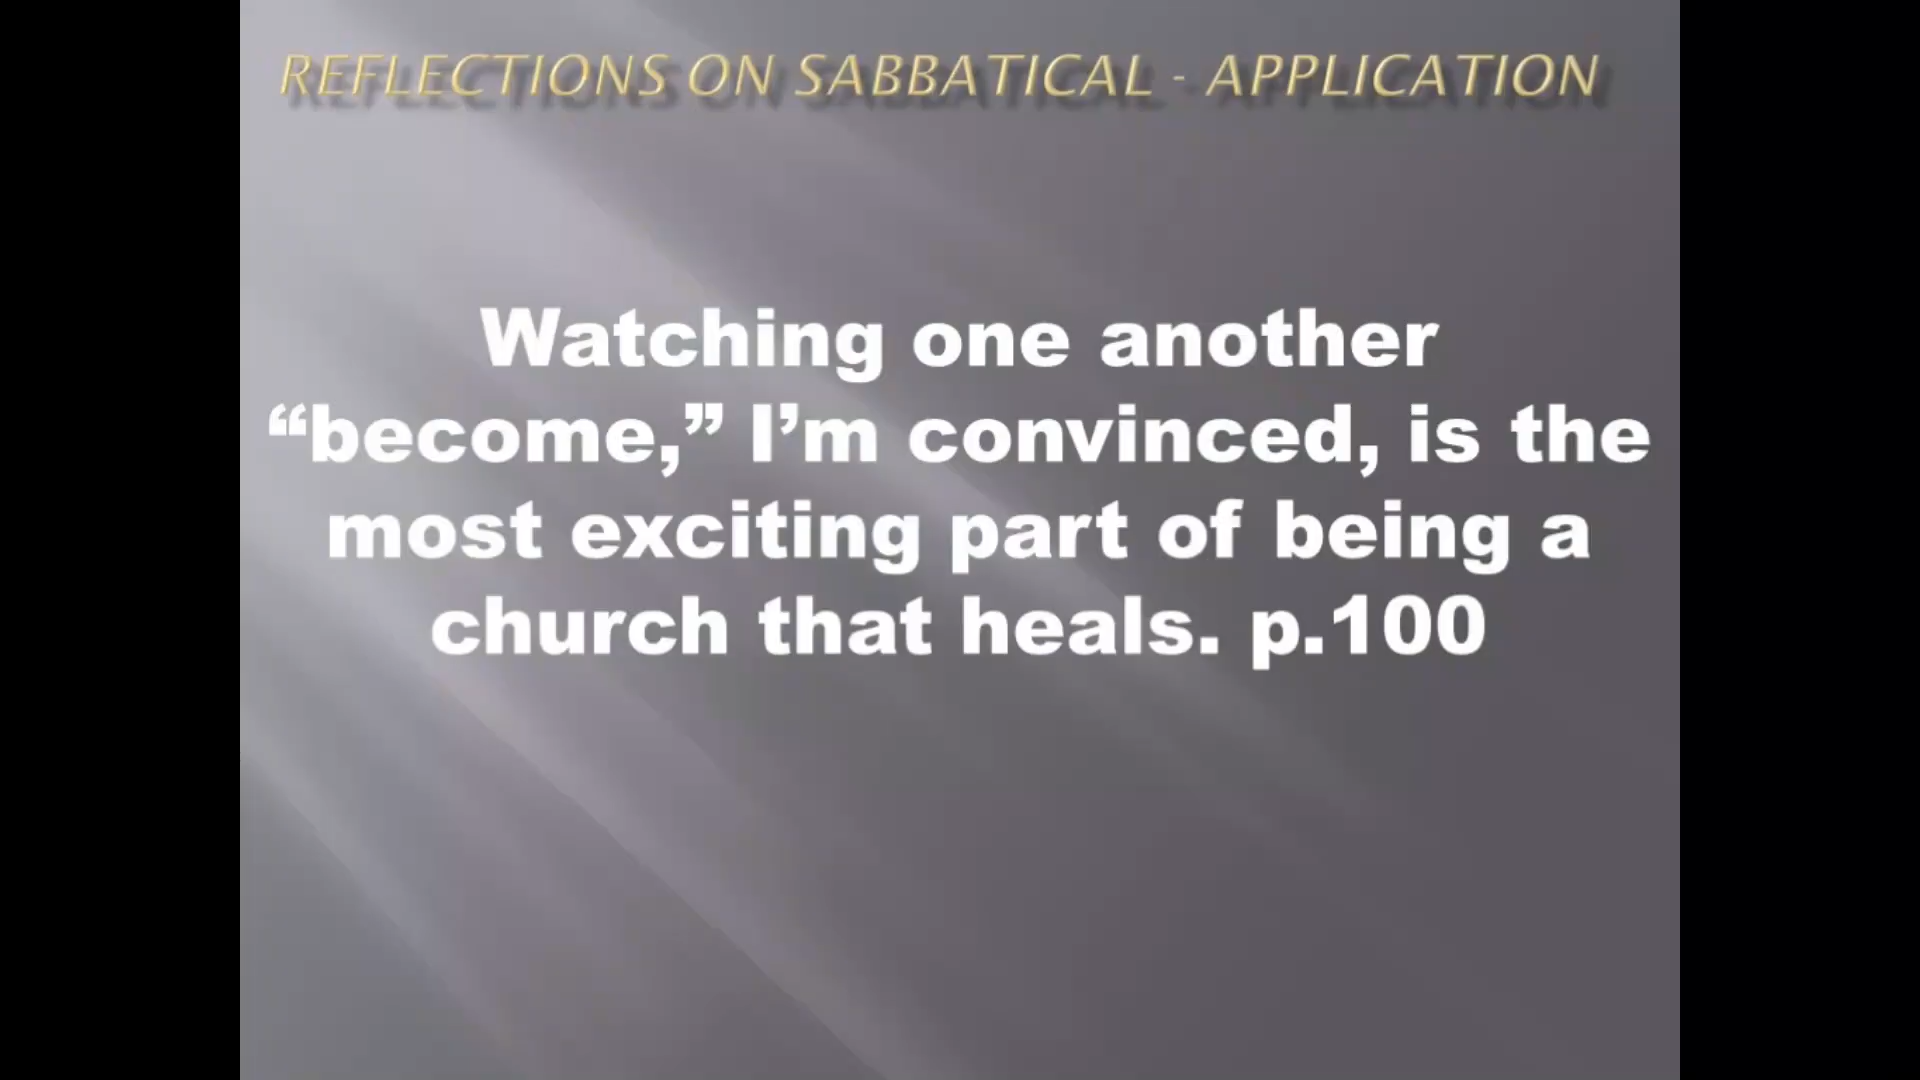 REFLECTIONS ON SABBATICAL - APPLICATION
Watching one another
“become,” I’m convinced, is the
most exciting part of being a
church that heals. p.100